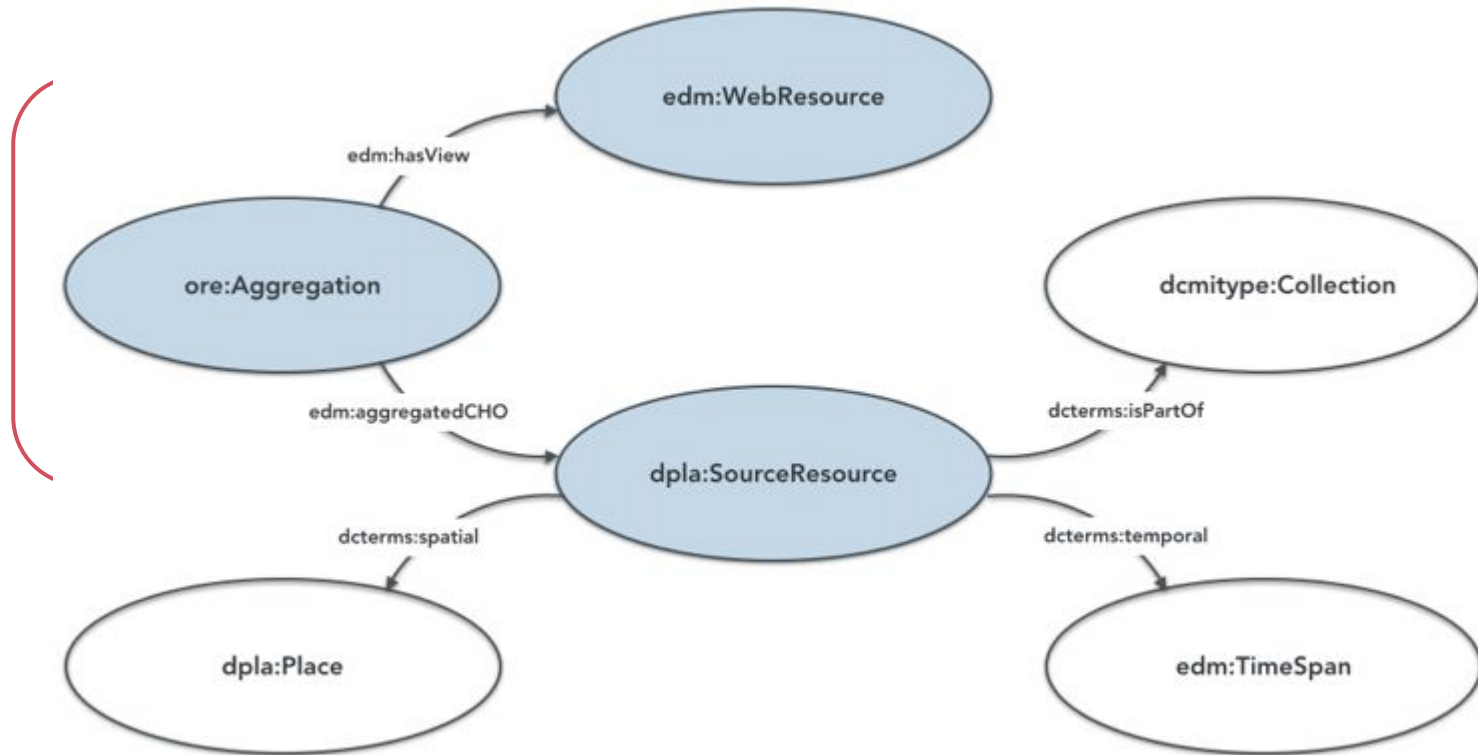 edm:WebResource
edm:hasView
ore:Aggregation
dcmitype:Collection
edm:aggregatedCHO
dcterms:isPartOf
dpla:SourceResource
dcterms:spatial
dcterms:temporal
dpla:Place
edm:TimeSpan